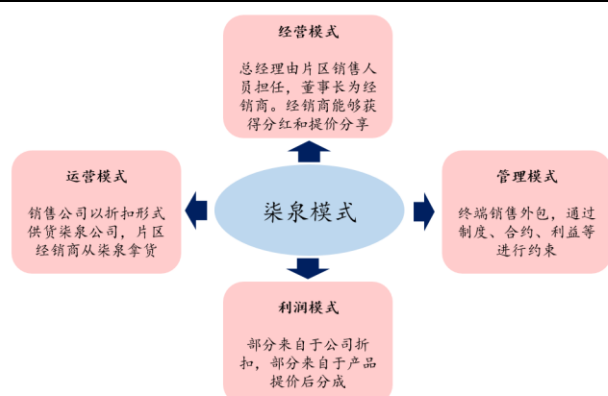 经营模式
总经理由片区销售人
员担任，董事长为经
销商。经销商能够获
得分红和提价分享
运营模式
销售公司以折扣形式
供货柒泉公司，片区
经销商从柒泉拿货
柒泉模式
管理模式
终端销售外包，通过
制度、合约、利益等
进行约束
利润模式
部分来自于公司折
扣，部分来自于产品
提价后分成